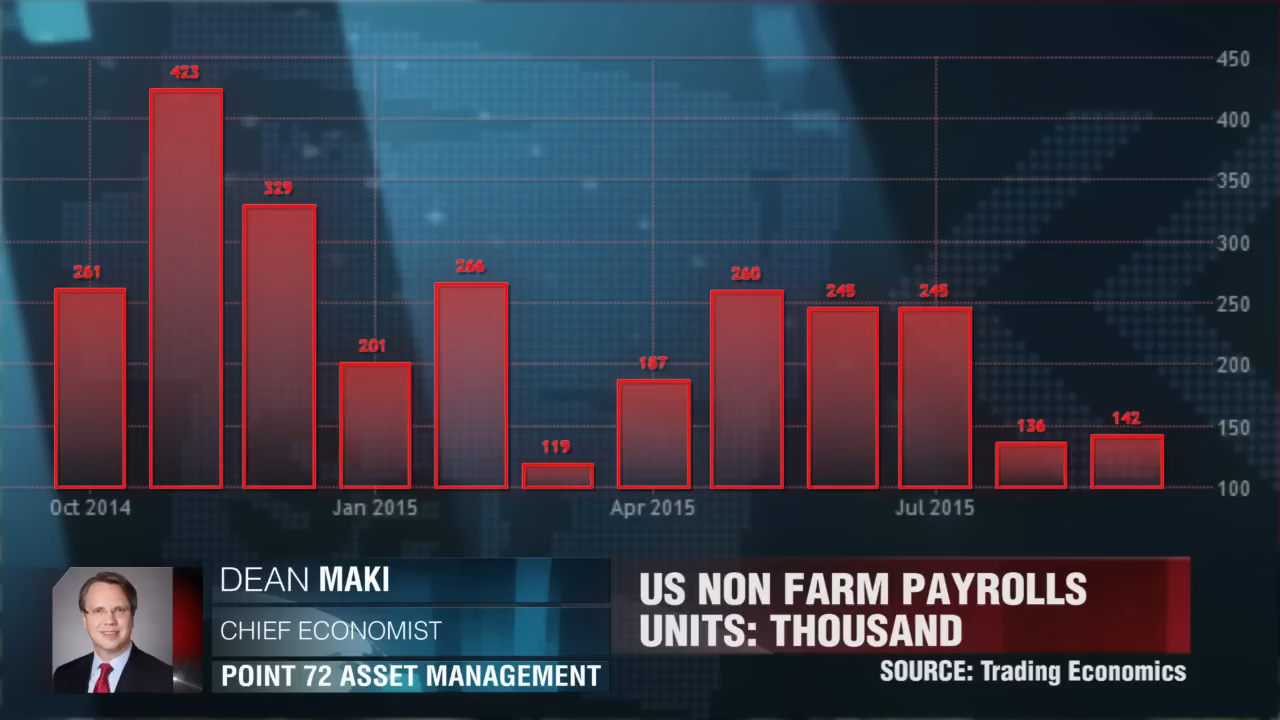 450
423
400
350
329
300
261
266
260
245
245
250
201
187
200
119
136
142
150
100
Oct 2014
Jan 2015
Apr 2015
Jul 2015
DEAN MAKI
CHIEF ECONOMIST
POINT 72 ASSET MANAGEMENT
US NON FARM PAYROLLS
UNITS: THOUSAND
SOURCE: Trading Economics